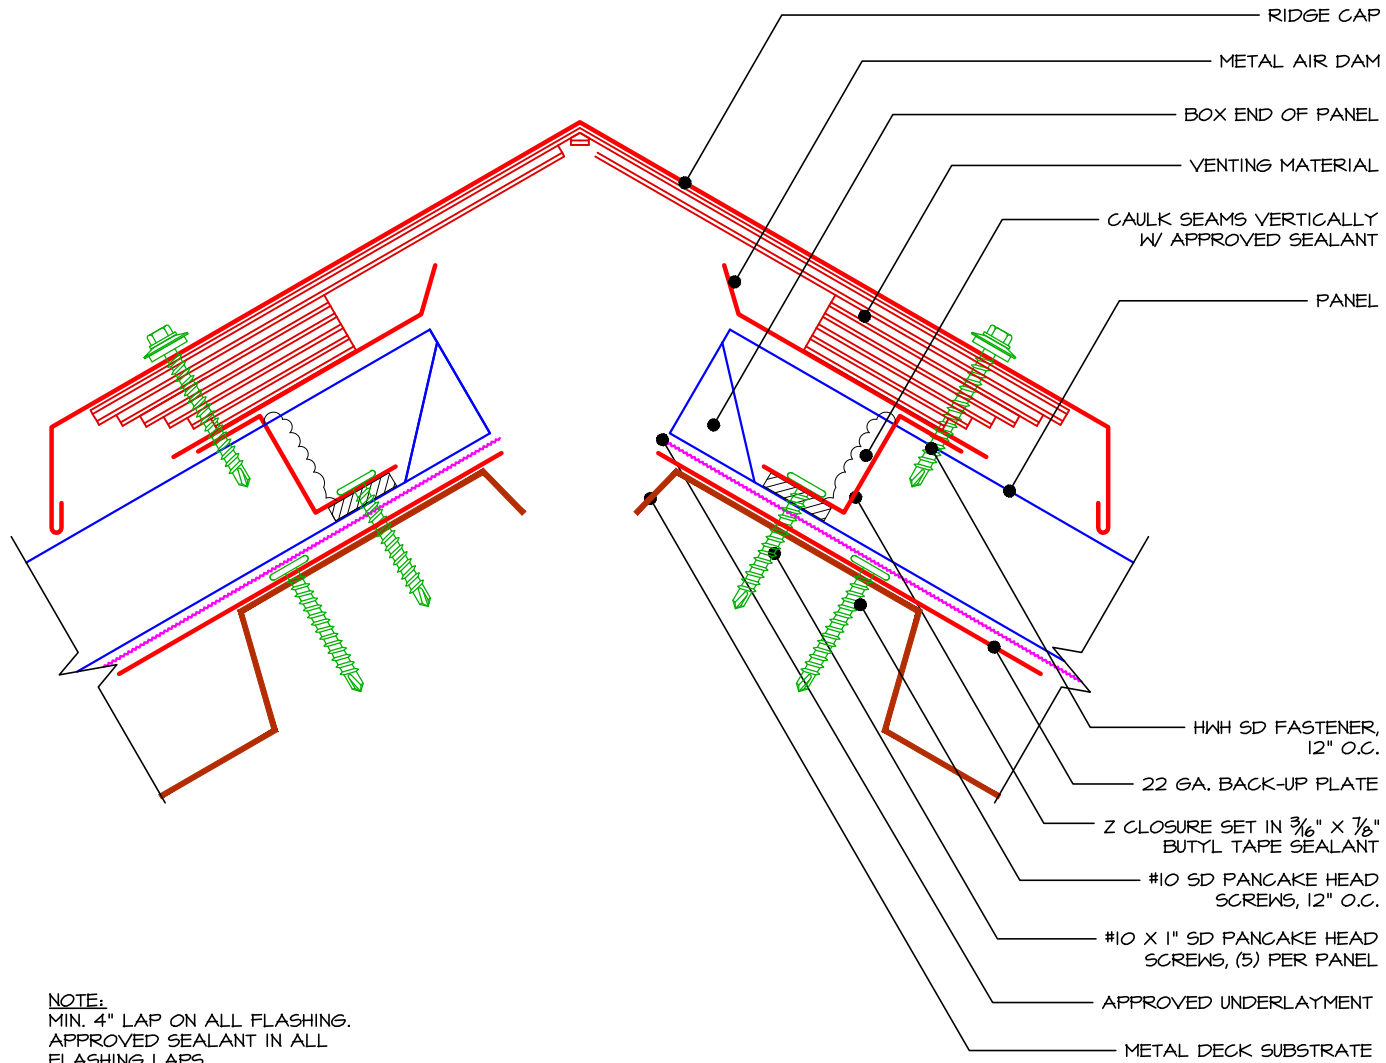 RIDGE CAP
METAL AIR DAM
BOX END OF PANEL
VENTING MATERIAL
CAULK SEAMS VERTICALLY
W/ APPROVED SEALANT
PANEL
HWH SD FASTENER,
12" O.C.
22 GA. BACK-UP PLATE
Z CLOSURE SET IN 3/16" X 7/8"
BUTYL TAPE SEALANT
#10 SD PANCAKE HEAD
SCREWS, 12" O.C.
#10 X 1" SD PANCAKE HEAD
SCREWS, (5) PER PANEL
APPROVED UNDERLAYMENT
METAL DECK SUBSTRATE
NOTE:
MIN. 4" LAP ON ALL FLASHING.
APPROVED SEALANT IN ALL
FLASHING LAPS